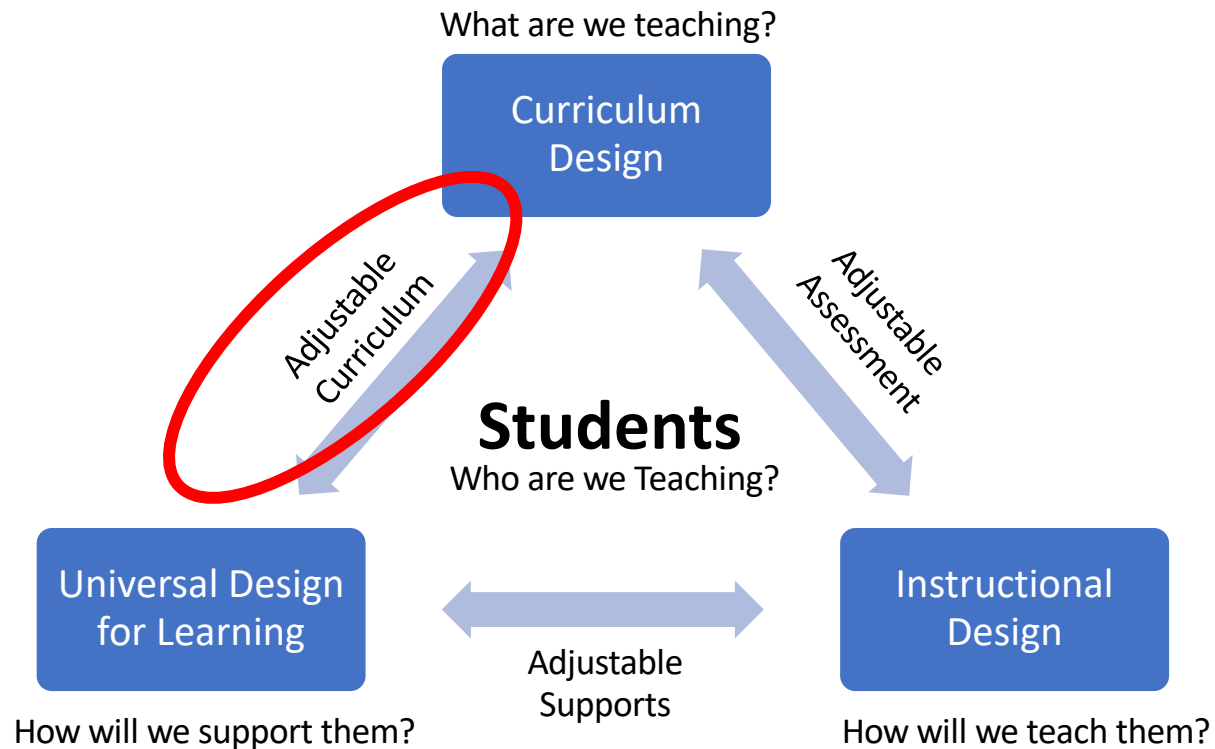 What are we teaching?
Curriculum
Design
Adjustable
Curriculum
Adjustable
Assessment
Students
Who are we Teaching?
Universal Design
for Learning
Adjustable
Supports
Instructional
Design
How will we support them?
How will we teach them?